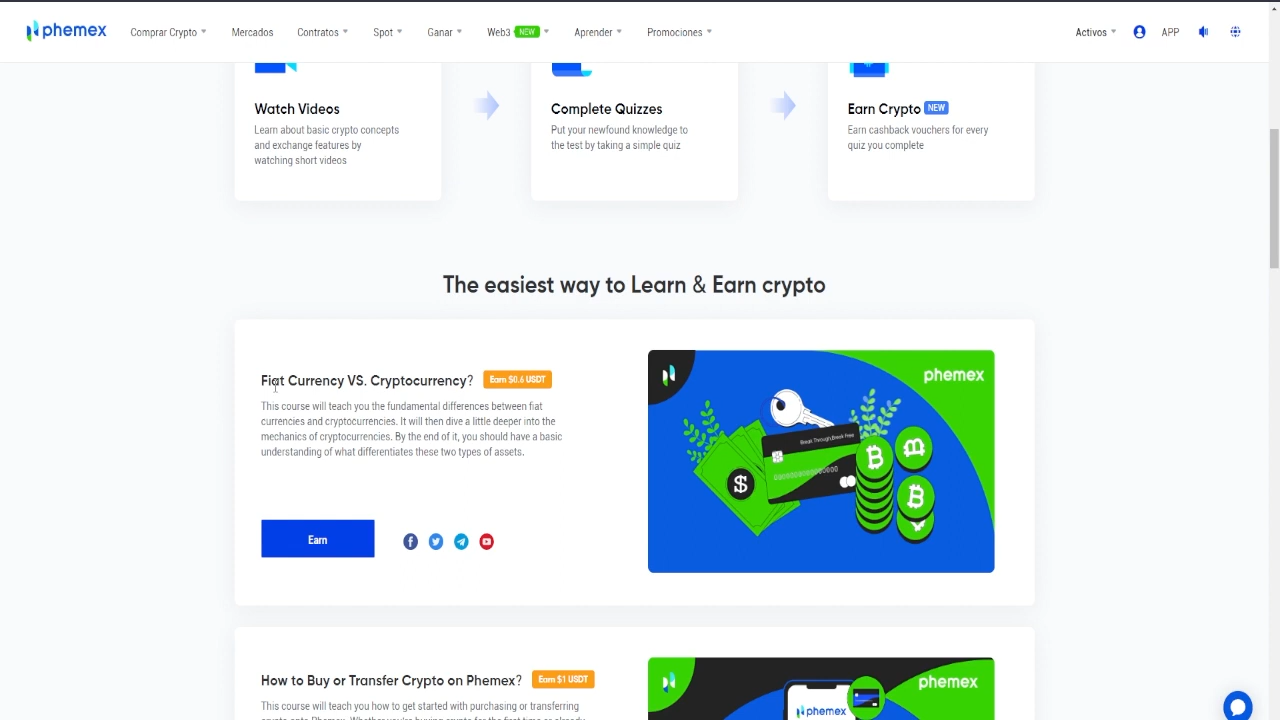 phemex
Comprar Crypto
Mercados
Contratos
Spot
Ganar
Web3 NEW
Aprender
Promociones
Activos
APP
Watch Videos
Learn about basic crypto concepts
and exchange features by
watching short videos
Complete Quizzes
Put your newfound knowledge to
the test by taking a simple quiz
Earn Crypto NEW
Earn cashback vouchers for every
quiz you complete
The easiest way to Learn & Earn crypto
Fiat Currency VS. Cryptocurrency? Earn $0.6 USDT
This course will teach you the fundamental differences between fiat
currencies and cryptocurrencies. It will then dive a little deeper into the
mechanics of cryptocurrencies. By the end of it, you should have a basic
understanding of what differentiates these two types of assets.
Earn
phemex
Break Through,Break Free
$
How to Buy or Transfer Crypto on Phemex? Earn $1 USDT
This course will teach you how to get started with purchasing or transferring
phemex
phemex